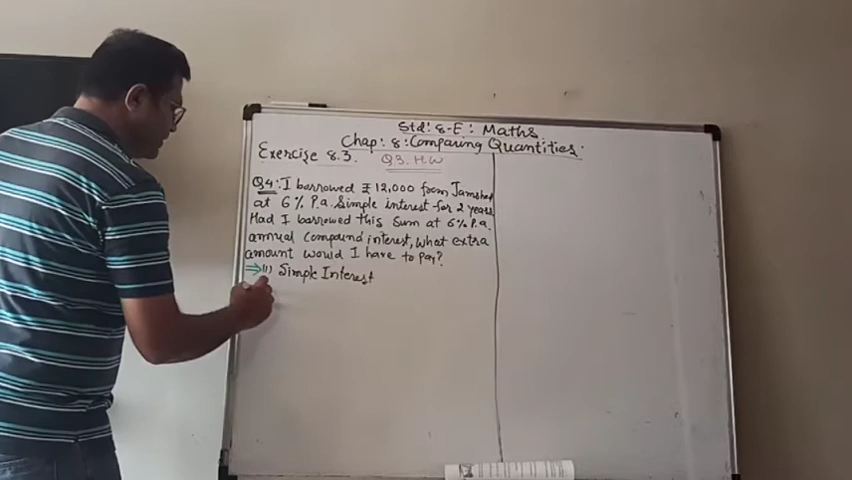 Std: 8-E: Maths
Chap: 8: Comparing Quantities.
Exercise 8.3. Q3. H.W
Q4: I barrowed ₹ 12,000 from Jamshed
at 6% P.a. Simple interest for 2 years.
Had I barrowed this Sum at 6% P.a.
annual Compound interest, what extra
amount would I have to pay?
⇒ (i) Simple Interest